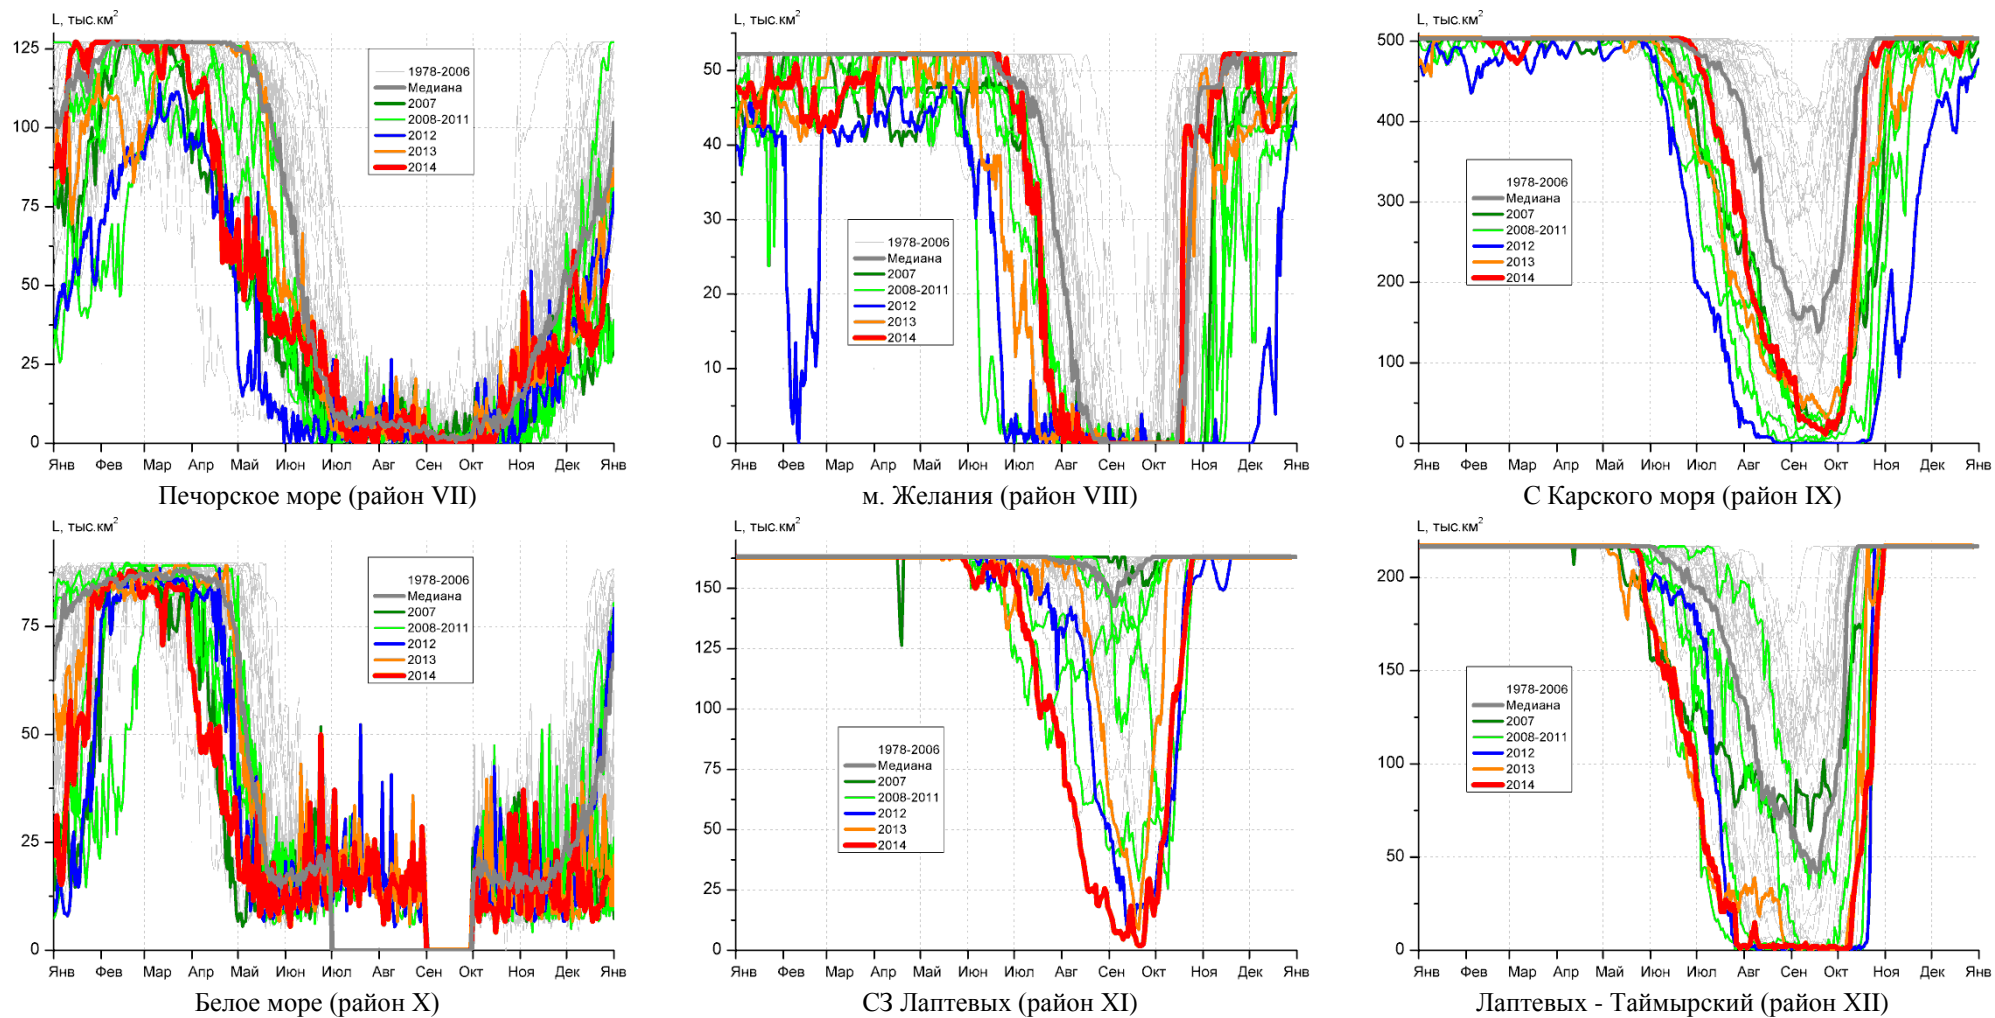 L, тыс.км²
125
100
75
50
25
0
1978-2006
Медиана
2007
2008-2011
2012
2013
2014
Янв Фев Мар Апр Май Июн Июл Авг Сен Окт Ноя Дек Янв
Печорское море (район VII)
L, тыс.км²
50
40
30
22
10
0
1978-2006
Медиана
2007
2008-2011
2012
2013
2014
Янв Фев Мар Апр Май Июн Июл Авг Сен Окт Ноя Дек Янв
м. Желания (район VIII)
L, тыс.км²
500
400
300
200
100
0
1978-2006
Медиана
2007
2008-2011
2012
2013
2014
Янв Фев Мар Апр Май Июн Июл Авг Сен Окт Ноя Дек Янв
С Карского моря (район IX)
L, тыс.км²
75
50
25
0
1978-2006
Медиана
2007
2008-2011
2012
2013
2014
Янв Фев Мар Апр Май Июн Июл Авг Сен Окт Ноя Дек Янв
Белое море (район X)
L, тыс.км²
150
125
100
75
50
25
0
1978-2006
Медиана
2007
2008-2011
2012
2013
2014
Янв Фев Мар Апр Май Июн Июл Авг Сен Окт Ноя Дек Янв
СЗ Лаптевых (район XI)
L, тыс.км²
200
150
100
50
0
1978-2006
Медиана
2007
2008-2011
2012
2013
2014
Янв Фев Мар Апр Май Июн Июл Авг Сен Окт Ноя Дек Янв
Лаптевых - Таймырский (район XII)